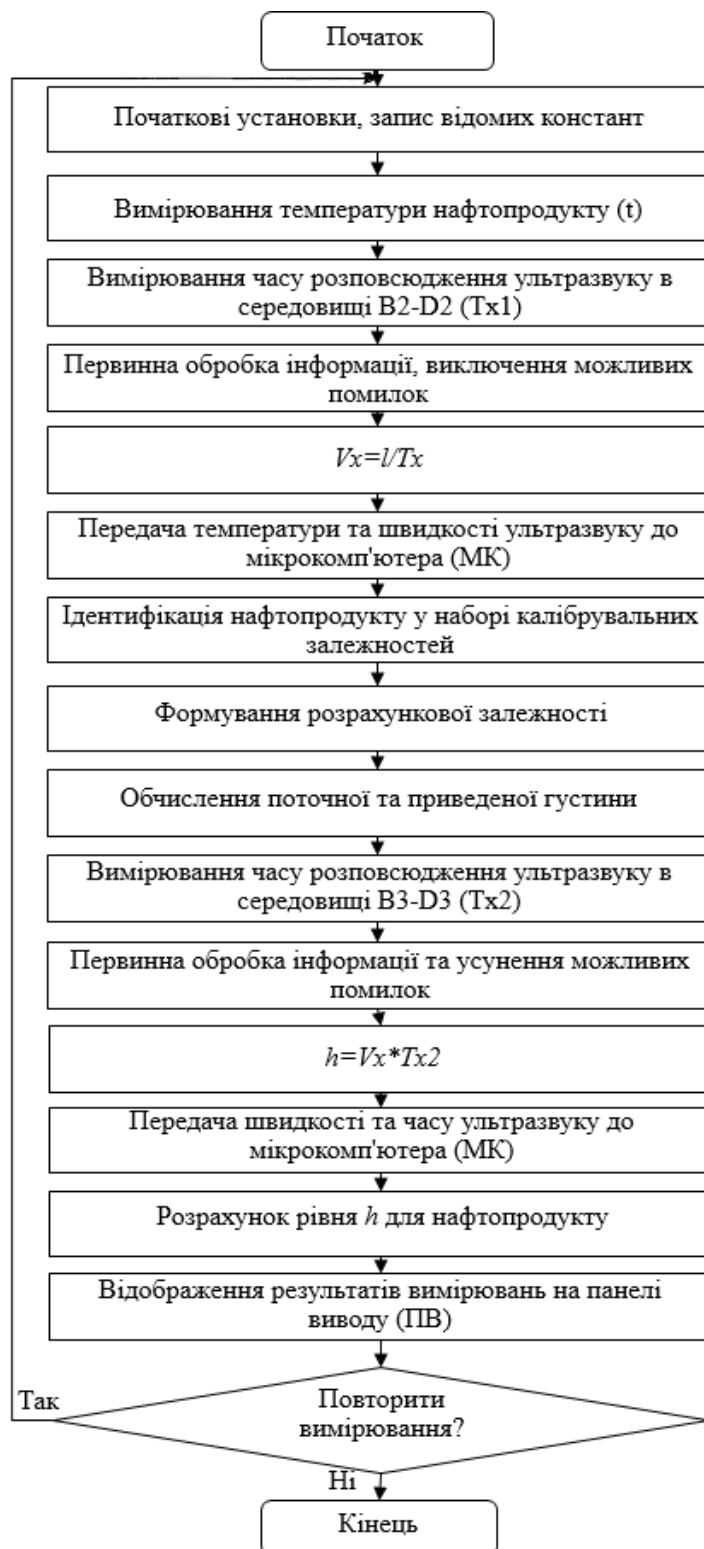 Початок
Початкові установки, запис відомих констант
Вимірювання температури нафтопродукту (t)
Вимірювання часу розповсюдження ультразвуку в
середовищі B2-D2 (Tx1)
Первинна обробка інформації, виключення можливих
помилок
Vx=l/Tx
Передача температури та швидкості ультразвуку до
мікрокомп'ютера (МК)
Ідентифікація нафтопродукту у наборі калібрувальних
залежностей
Формування розрахункової залежності
Обчислення поточної та приведеної густини
Вимірювання часу розповсюдження ультразвуку в
середовищі B3-D3 (Tx2)
Первинна обробка інформації та усунення можливих
помилок
h=Vx*Tx2
Передача швидкості та часу ультразвуку до
мікрокомп'ютера (МК)
Розрахунок рівня h для нафтопродукту
Відображення результатів вимірювань на панелі
виводу (ПВ)
Так
Повторити
вимірювання?
Ні
Кінець